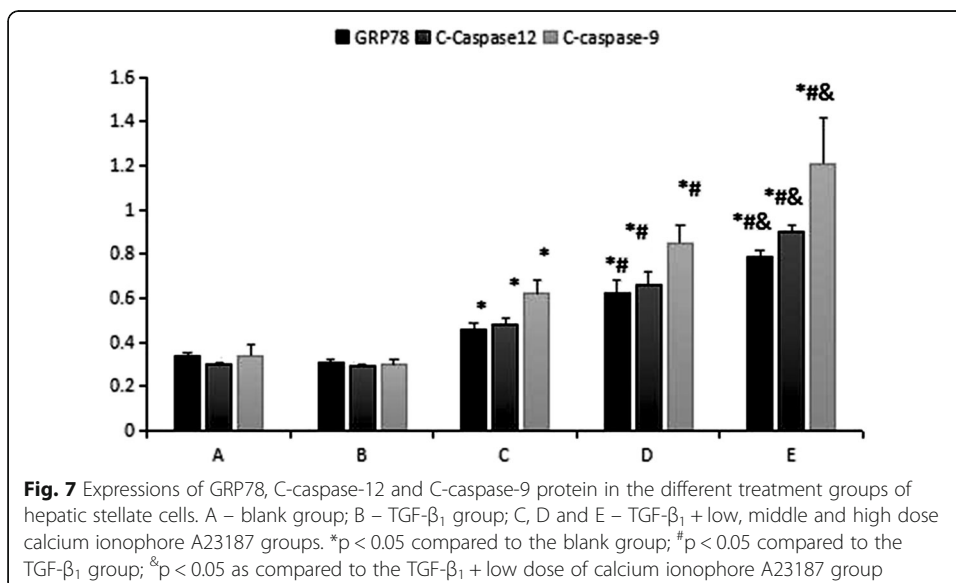 GRP78 C-Caspase12 C-caspase-9
1.6
1.4
1.2
1
0.8
0.6
0.4
0.2
0
* * *
*# *# *#
*#& *#& *#&
A B C D E
Fig. 7 Expressions of GRP78, C-caspase-12 and C-caspase-9 protein in the different treatment groups of
hepatic stellate cells. A – blank group; B – TGF-β₁ group; C, D and E – TGF-β₁ + low, middle and high dose
calcium ionophore A23187 groups. *p < 0.05 compared to the blank group; #p < 0.05 compared to the
TGF-β₁ group; &p < 0.05 as compared to the TGF-β₁ + low dose of calcium ionophore A23187 group